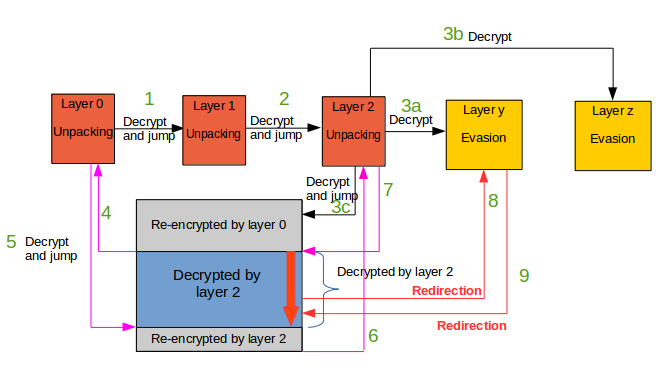 3b Decrypt
Layer 0
Unpacking
1
Decrypt
and jump
Layer 1
Unpacking
2
Decrypt
and jump
Layer 2
Unpacking
3a
Decrypt
Layer y
Evasion
Layer z
Evasion
Decrypt
and jump
3c
7
4
8
Re-encrypted by layer 0
5 Decrypt
and jump
Decrypted by
layer 2
Decrypted by layer 2
9
Redirection
Redirection
Re-encrypted by layer 2
6